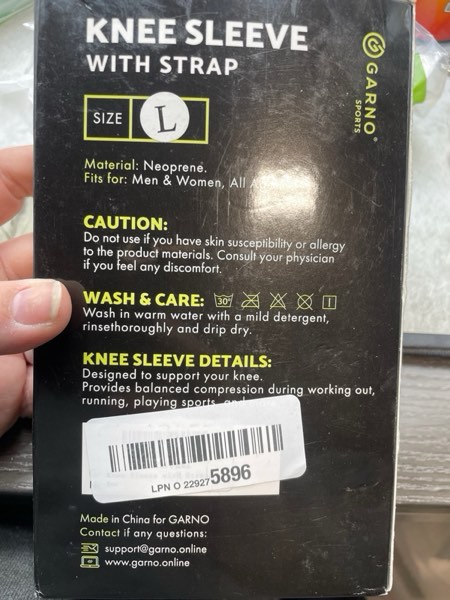 KNEE SLEEVE
WITH STRAP
GARNO®
SPORTS
SIZE L
Material: Neoprene.
Fits for: Men & Women, All
CAUTION:
Do not use if you have skin susceptibility or allergy
to the product materials. Consult your physician
if you feel any discomfort.
WASH & CARE: 30°
Wash in warm water with a mild detergent,
rinsethoroughly and drip dry.
KNEE SLEEVE DETAILS:
Designed to support your knee.
Provides balanced compression during working out,
running, playing sports, and
LPN O 229275896
Made in China for GARNO
Contact if any questions:
support@garno.online
www.garno.online